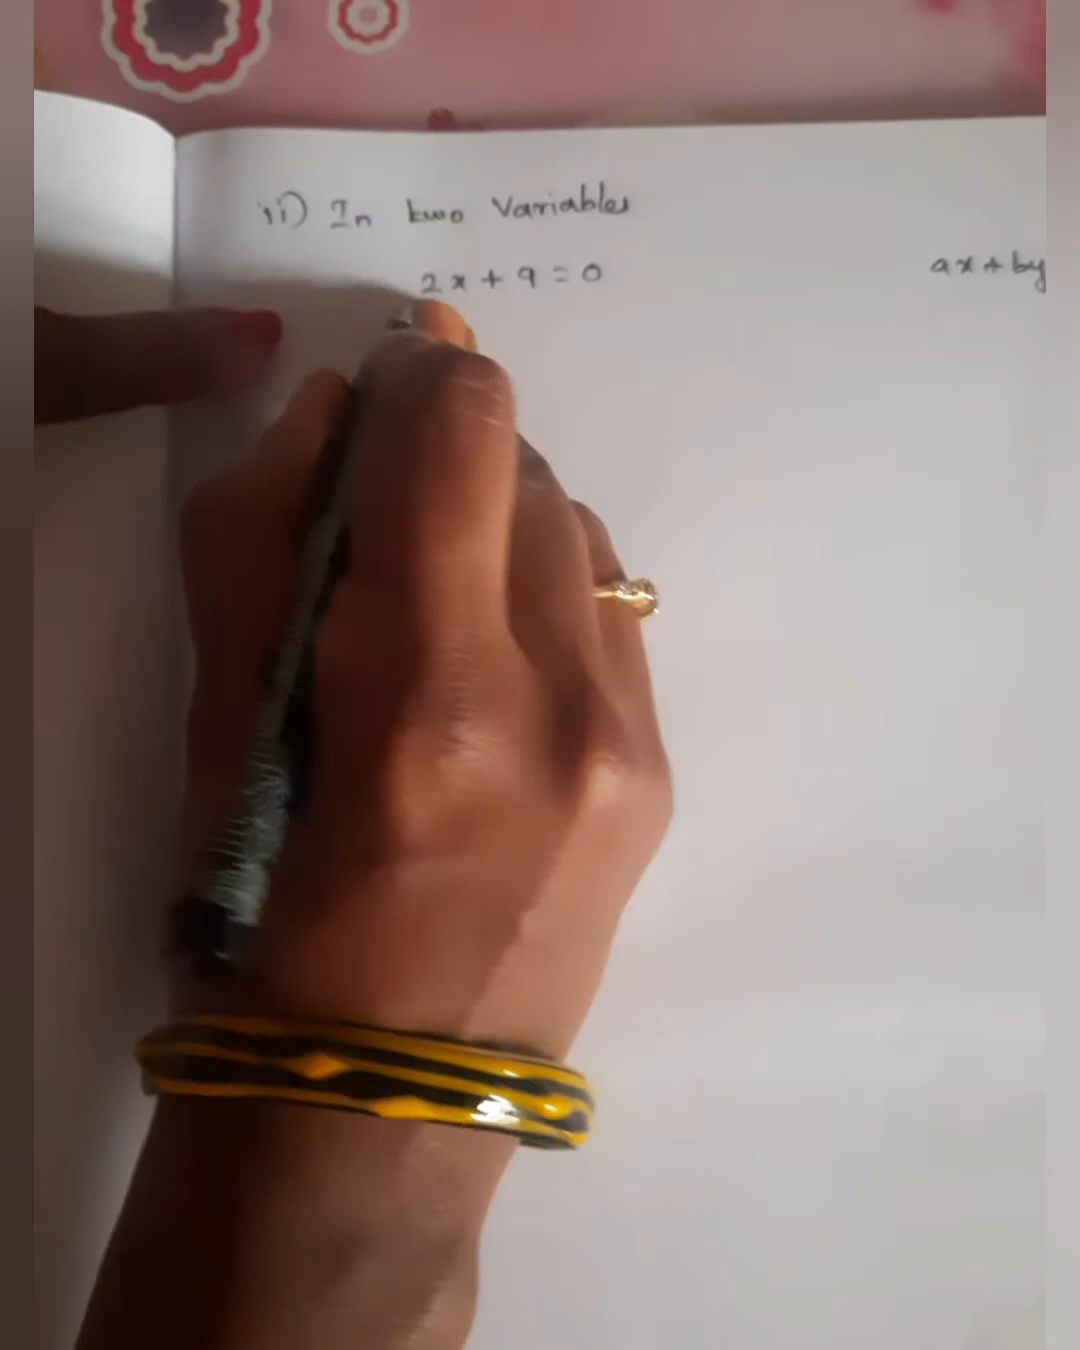 ii) In two Variables
2x + 9 = 0
ax + by